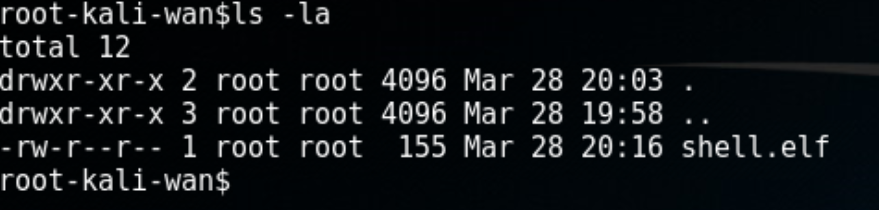 root-kali-wan$ls -la
total 12
drwxr-xr-x 2 root root 4096 Mar 28 20:03 .
drwxr-xr-x 3 root root 4096 Mar 28 19:58 ..
-rw-r--r-- 1 root root  155 Mar 28 20:16 shell.elf
root-kali-wan$